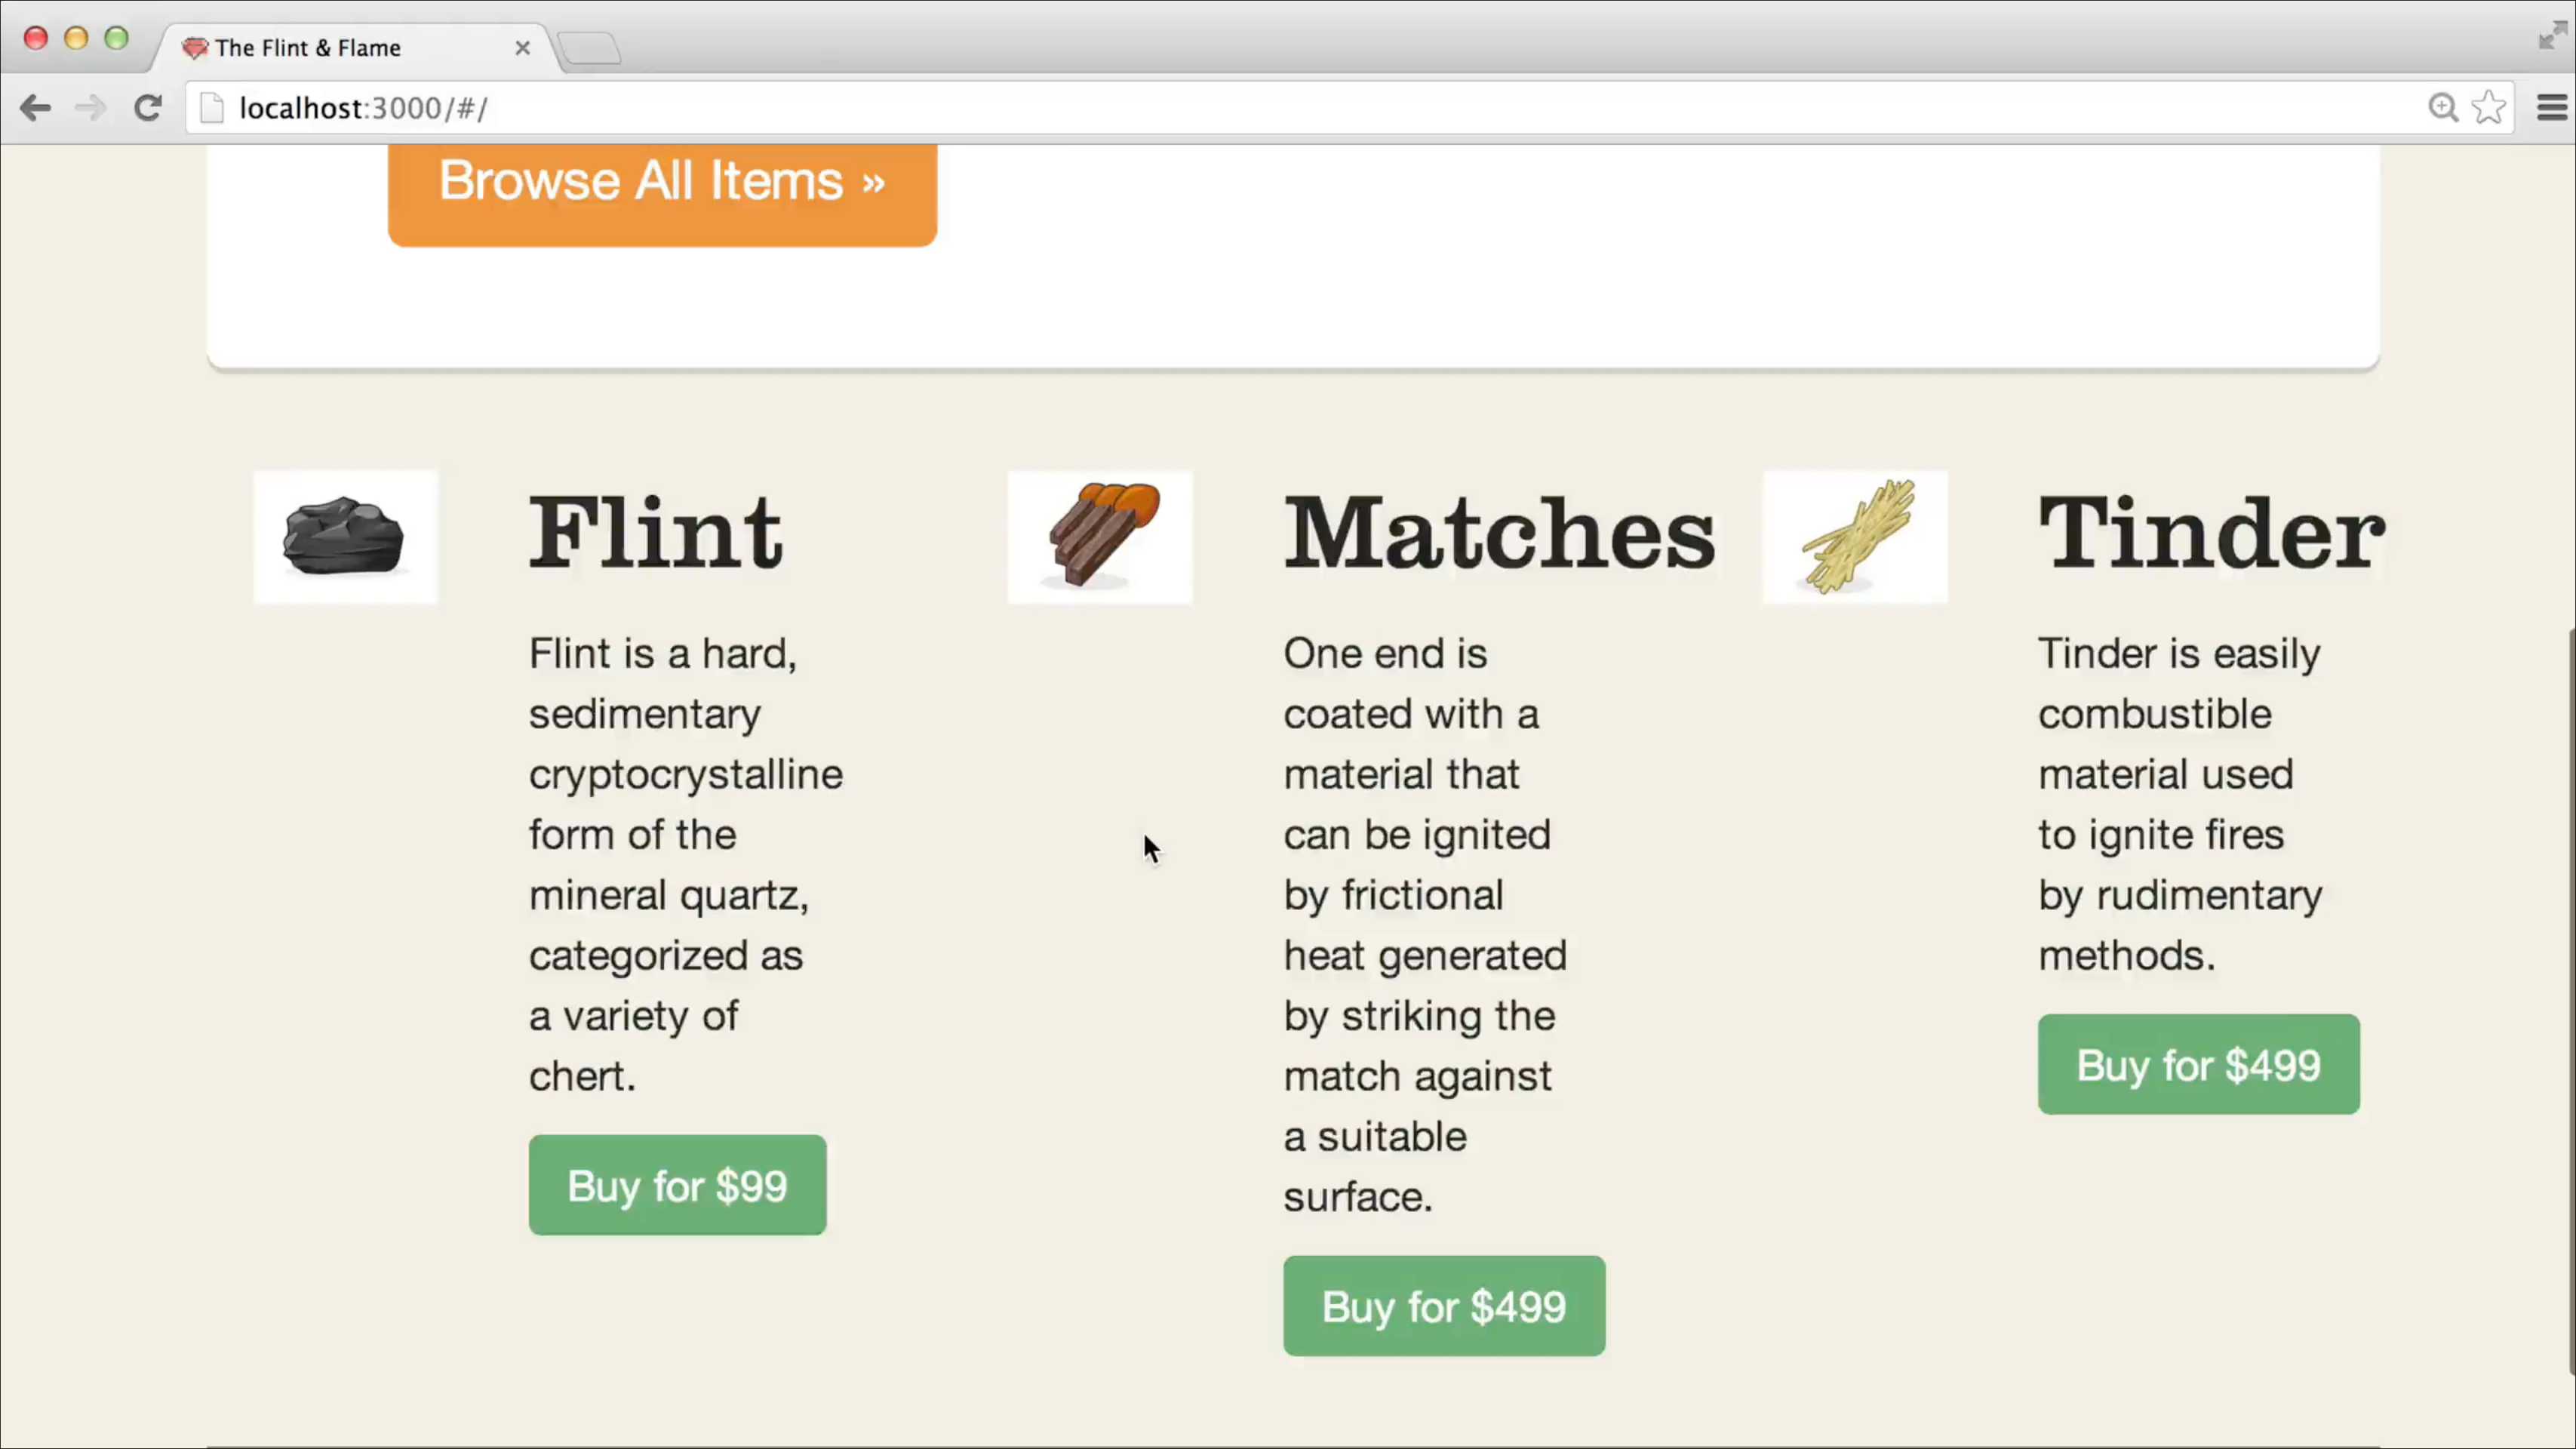 The Flint & Flame
localhost:3000/#/
Browse All Items »
Flint
Flint is a hard,
sedimentary
cryptocrystalline
form of the
mineral quartz,
categorized as
a variety of
chert.
Buy for $99
Matches
One end is
coated with a
material that
can be ignited
by frictional
heat generated
by striking the
match against
a suitable
surface.
Buy for $499
Tinder
Tinder is easily
combustible
material used
to ignite fires
by rudimentary
methods.
Buy for $499